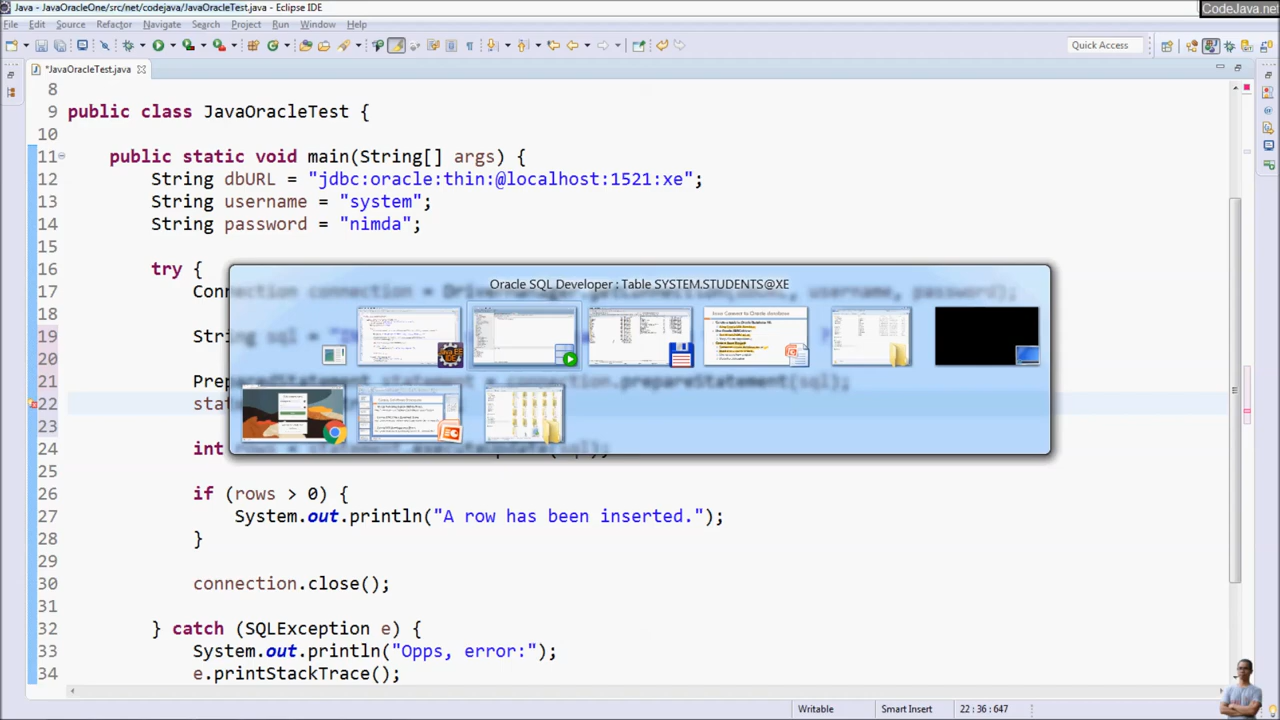 Java - JavaOracleOne/src/net/codejava/JavaOracleTest.java - Eclipse IDE
CodeJava.net
File Edit Source Refactor Navigate Search Project Run Window Help
Quick Access
*JavaOracleTest.java
8
9 public class JavaOracleTest {
10
11 public static void main(String[] args) {
12 String dbURL = "jdbc:oracle:thin:@localhost:1521:xe";
13 String username = "system";
14 String password = "nimda";
15
16 try {
Oracle SQL Developer : Table SYSTEM.STUDENTS@XE
17 Connection connection = DriverManager.getConnection(dbURL, username, password);
19 String
20
21 PreparedStatement statement = connection.prepareStatement(sql);
22 stat
23
24 int rows = statement.executeUpdate(sql);
25
26 if (rows > 0) {
27 System.out.println("A row has been inserted.");
28 }
29
30 connection.close();
31
32 } catch (SQLException e) {
33 System.out.println("Opps, error:");
34 e.printStackTrace();
Writable Smart Insert 22 : 36 : 647